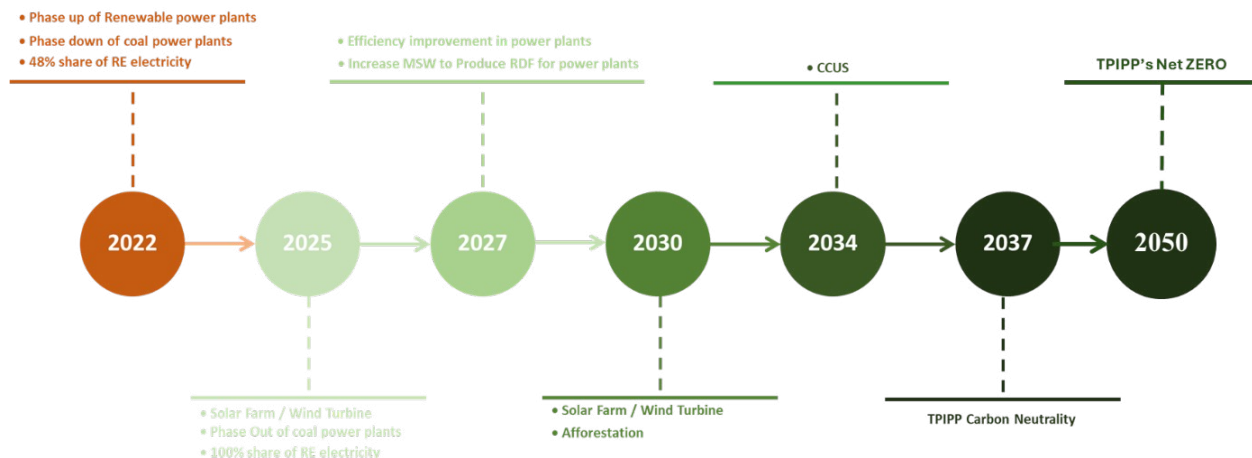 • Phase up of Renewable power plants
• Phase down of coal power plants
• 48% share of RE electricity
• Efficiency improvement in power plants
• Increase MSW to Produce RDF for power plants
• CCUS
TPIPP's Net ZERO
2022
2025
2027
2030
2034
2037
2050
• Solar Farm / Wind Turbine
• Phase Out of coal power plants
• 100% share of RE electricity
• Solar Farm / Wind Turbine
• Afforestation
TPIPP Carbon Neutrality